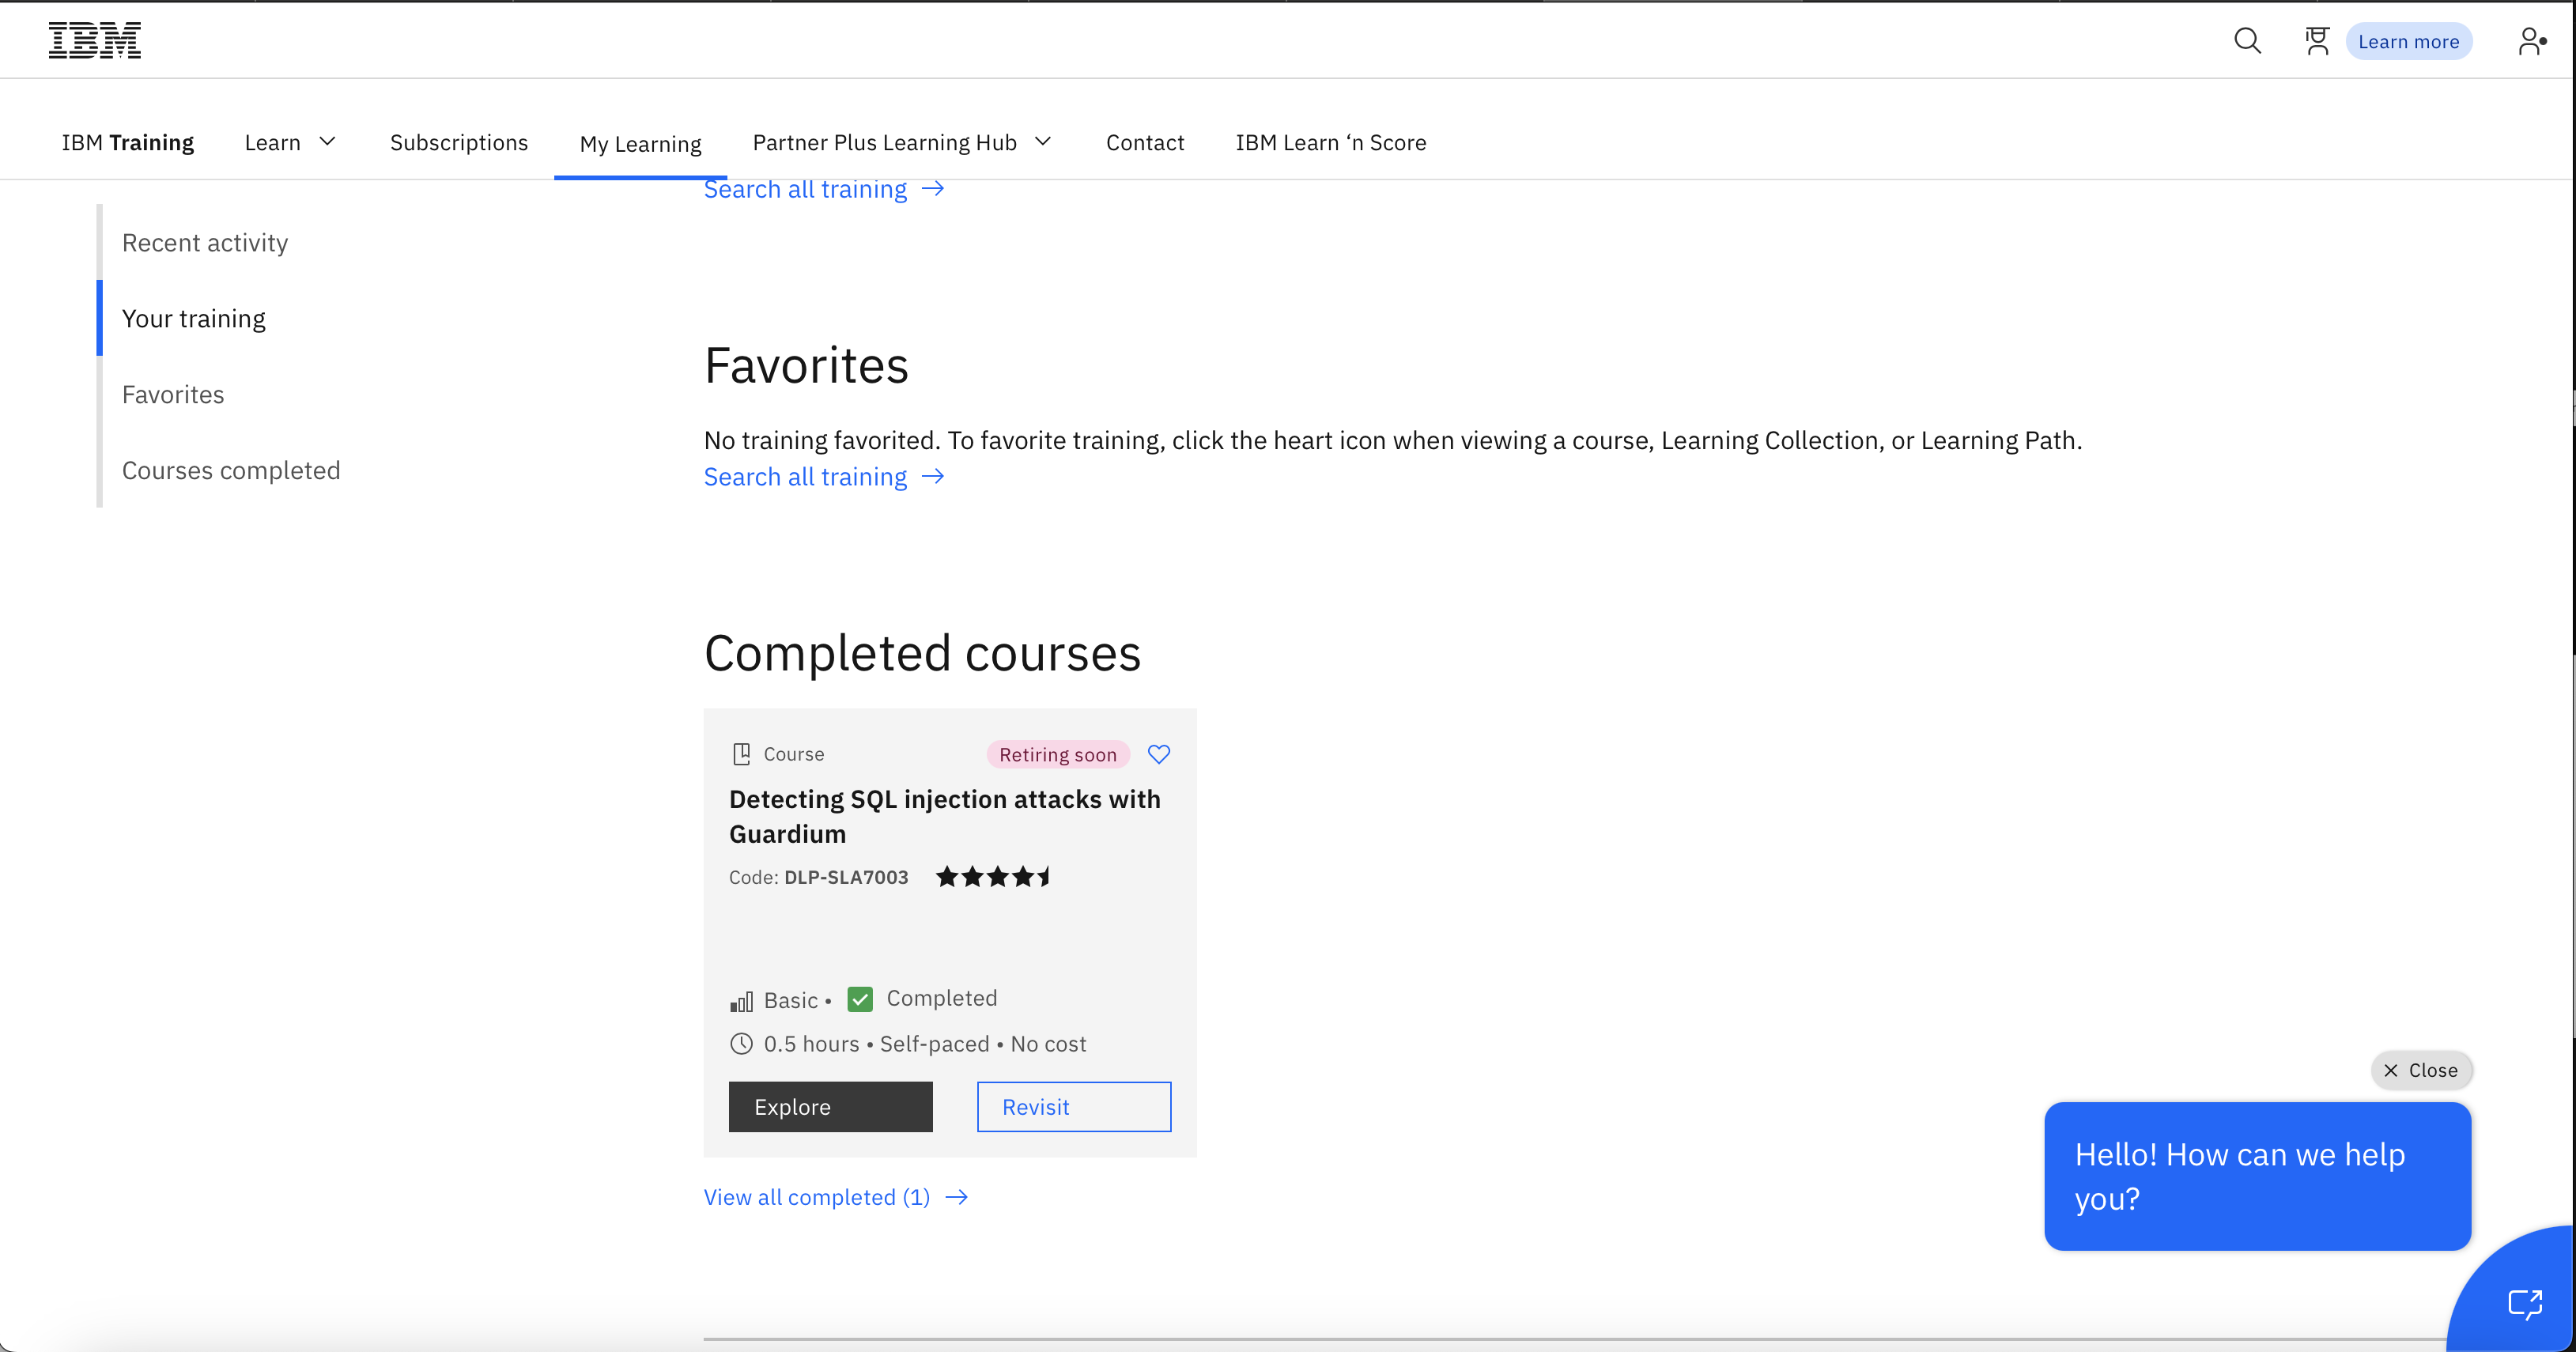 IBM
Learn more
IBM Training
Learn
Subscriptions
My Learning
Partner Plus Learning Hub
Contact
IBM Learn ‘n Score
Search all training
Recent activity
Your training
Favorites
Courses completed
Favorites
No training favorited. To favorite training, click the heart icon when viewing a course, Learning Collection, or Learning Path.
Search all training
Completed courses
Course
Retiring soon
Detecting SQL injection attacks with
Guardium
Code: DLP-SLA7003
Basic •
Completed
0.5 hours • Self-paced • No cost
Explore
Revisit
View all completed (1)
Close
Hello! How can we help
you?